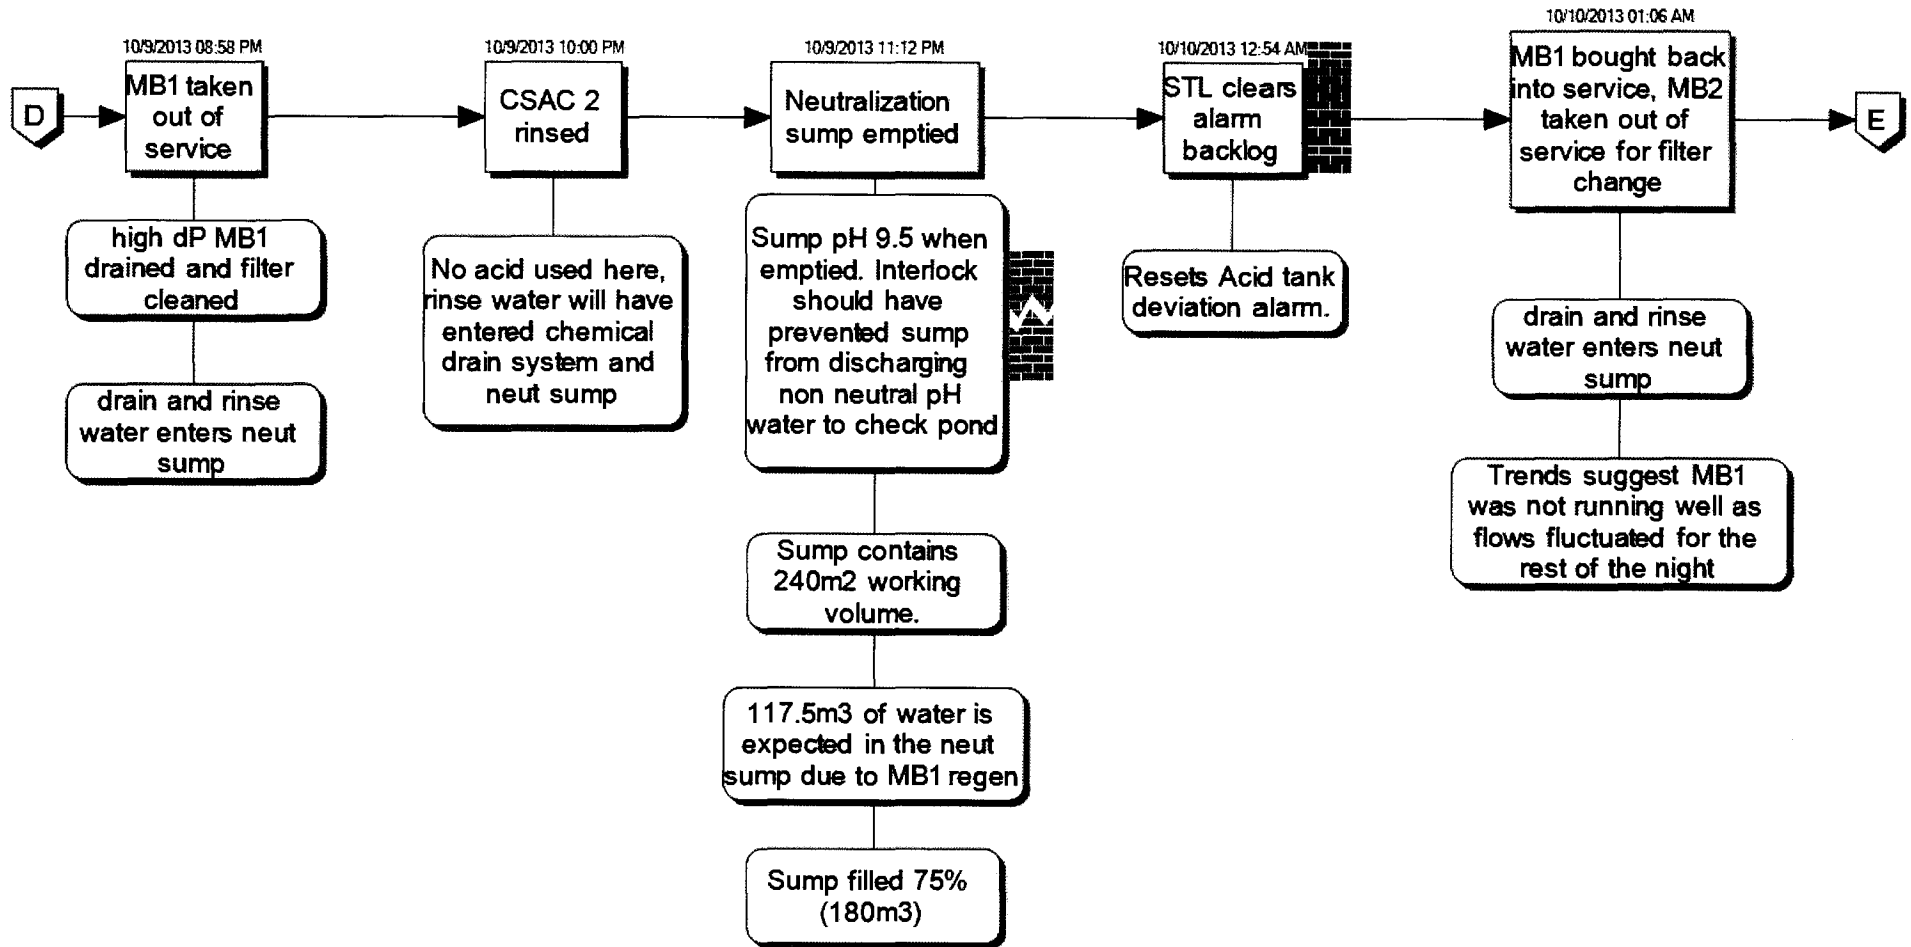 D
10/9/2013 08:58 PM
MB1 taken
out of
service
high dP MB1
drained and filter
cleaned
drain and rinse
water enters neut
sump
10/9/2013 10:00 PM
CSAC 2
rinsed
No acid used here,
rinse water will have
entered chemical
drain system and
neut sump
10/9/2013 11:12 PM
Neutralization
sump emptied
Sump pH 9.5 when
emptied. Interlock
should have
prevented sump
from discharging
non neutral pH
water to check pond
Sump contains
240m2 working
volume.
117.5m3 of water is
expected in the neut
sump due to MB1 regen
Sump filled 75%
(180m3)
10/10/2013 12:54 AM
STL clears
alarm
backlog
Resets Acid tank
deviation alarm.
10/10/2013 01:06 AM
MB1 bought back
into service, MB2
taken out of
service for filter
change
drain and rinse
water enters neut
sump
Trends suggest MB1
was not running well as
flows fluctuated for the
rest of the night
E